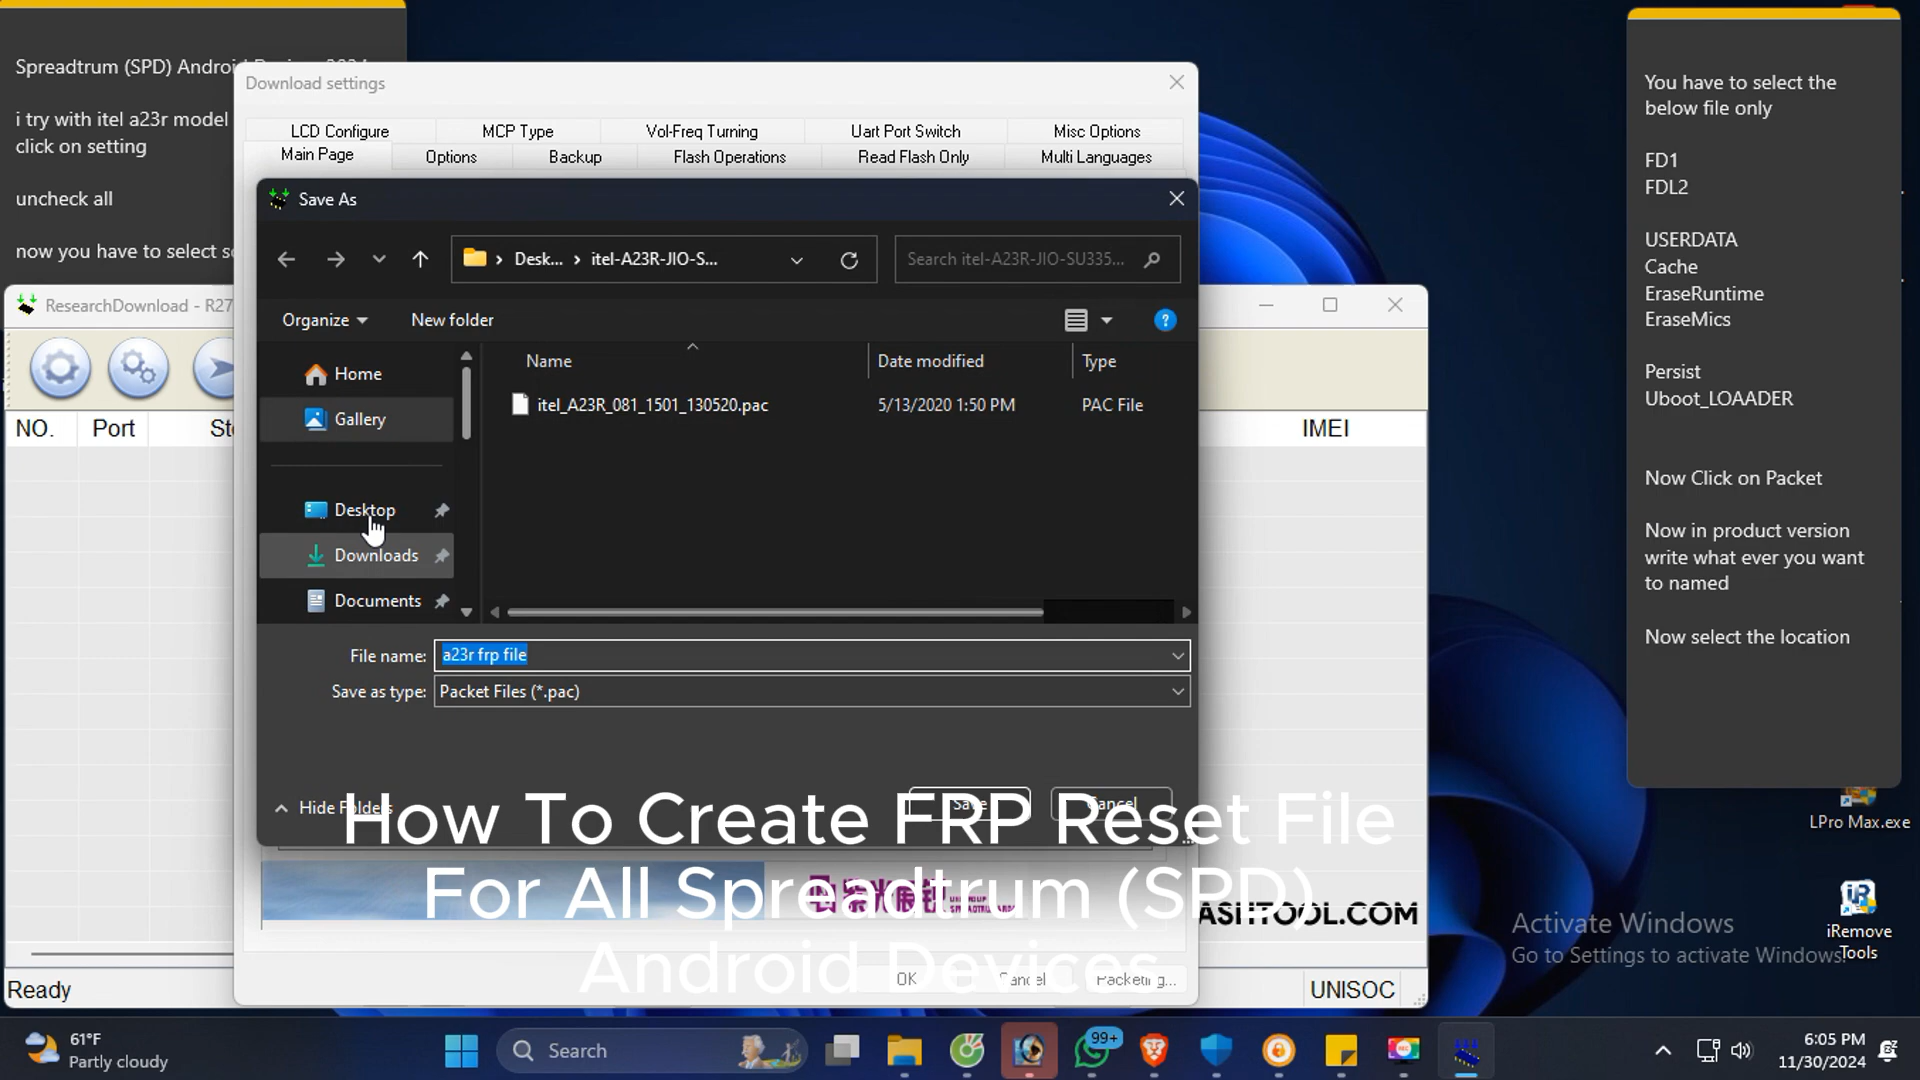 Spreadtrum (SPD) Android
i try with itel a23r model
click on setting
uncheck all
now you have to select
Download settings
LCD Configure
MCP Type
Vol-Freq Turning
Uart Port Switch
Misc Options
Main Page
Options
Backup
Flash Operations
Read Flash Only
Multi Languages
Save As
Desk...
itel-A23R-JIO-S...
Search itel-A23R-JIO-SU335...
Organize
New folder
Home
Gallery
Desktop
Downloads
Documents
Name
Date modified
Type
itel_A23R_081_1501_130520.pac
5/13/2020 1:50 PM
PAC File
File name:
a23r frp file
Save as type:
Packet Files (*.pac)
Hide Folders
Save
Cancel
ResearchDownload - R27
NO.
Port
IMEI
How To Create FRP Reset File
For All Spreadtrum (SPD)
Android Devices
OK
Cancel
Packeting...
Ready
UNISOC
You have to select the
below file only
FD1
FDL2
USERDATA
Cache
EraseRuntime
EraseMics
Persist
Uboot_LOAADER
Now Click on Packet
Now in product version
write what ever you want
to named
Now select the location
LPro Max.exe
iRemove
Tools
Activate Windows
Go to Settings to activate Windows.
61°F
Partly cloudy
Search
99+
6:05 PM
11/30/2024